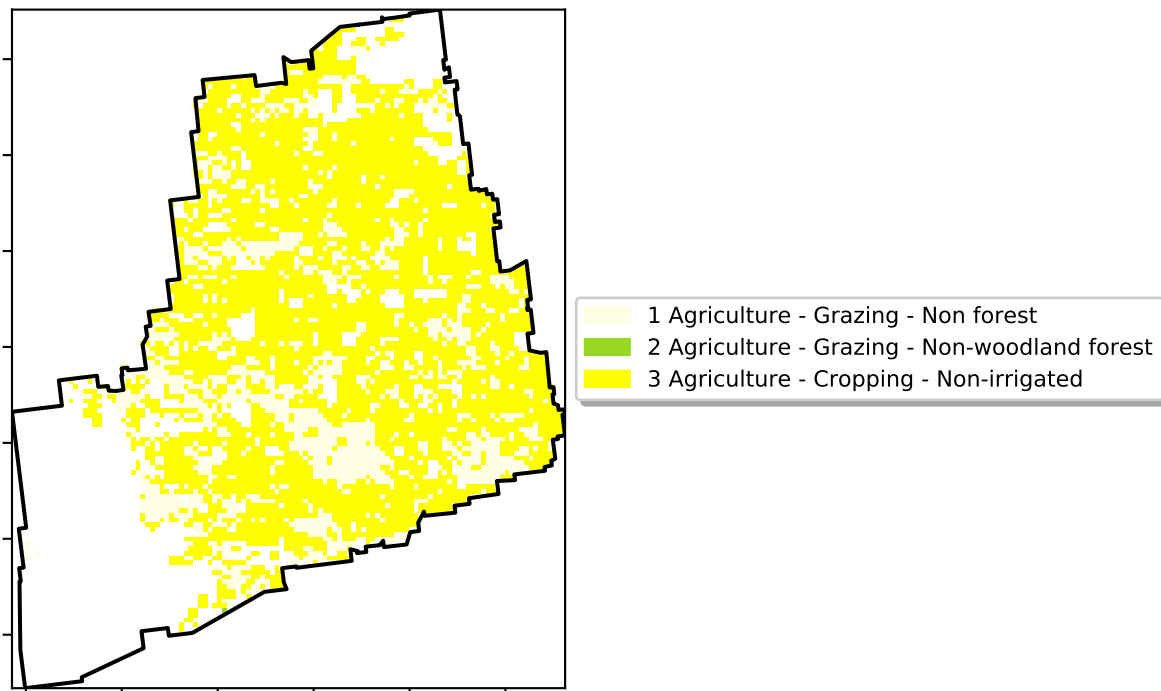 1 Agriculture - Grazing - Non forest
2 Agriculture - Grazing - Non-woodland forest
3 Agriculture - Cropping - Non-irrigated